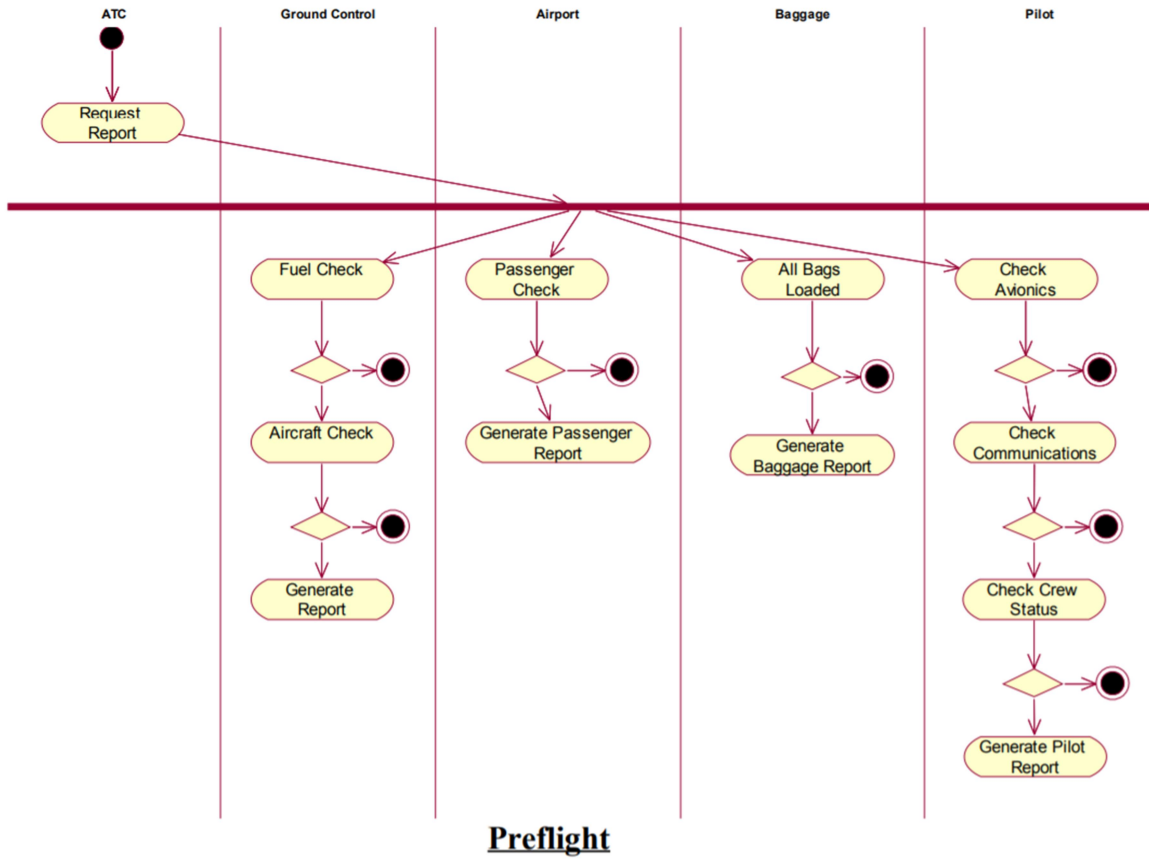 ATC
Ground Control
Airport
Baggage
Pilot
Request
Report
Fuel Check
Passenger
Check
All Bags
Loaded
Check
Avionics
Aircraft Check
Generate Passenger
Report
Generate
Baggage Report
Check
Communications
Generate
Report
Check Crew
Status
Generate Pilot
Report
Preflight